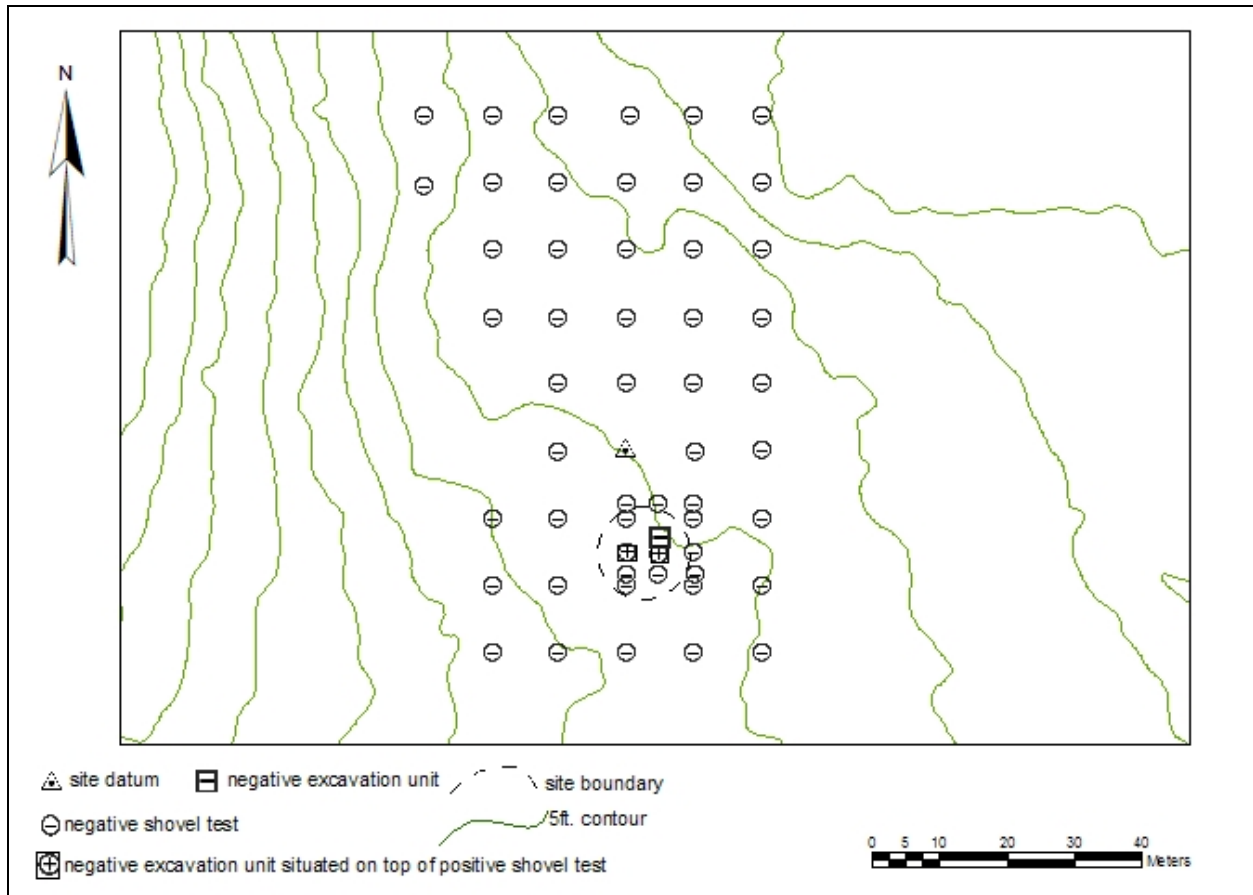 N
site datum
negative excavation unit
site boundary
negative shovel test
5ft. contour
negative excavation unit situated on top of positive shovel test
0 5 10 20 30 40
Meters